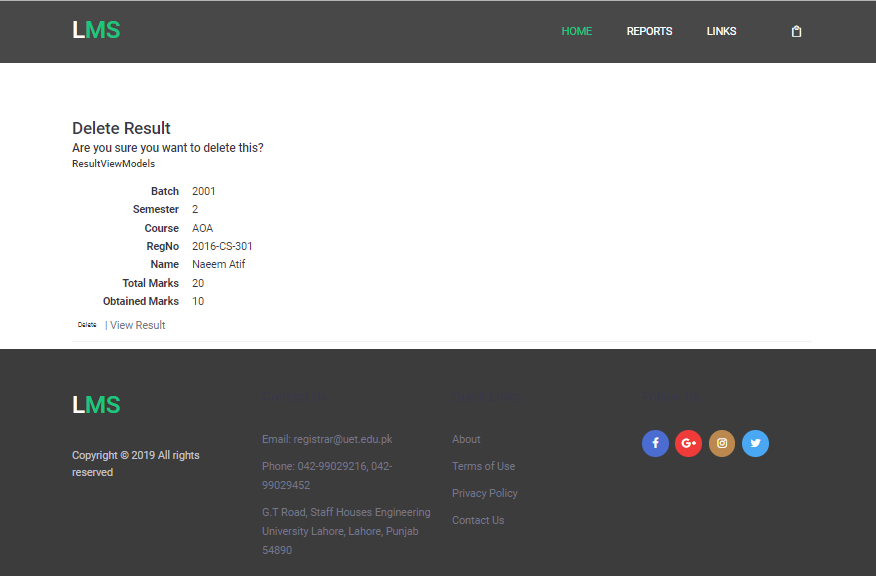 LMS
HOME REPORTS LINKS
Delete Result
Are you sure you want to delete this?
ResultViewModels
Batch 2001
Semester 2
Course AOA
RegNo 2016-CS-301
Name Naeem Atif
Total Marks 20
Obtained Marks 10
Delete | View Result
LMS
Copyright © 2019 All rights
reserved
Email: registrar@uet.edu.pk
Phone: 042-99029216, 042-
99029452
G.T Road, Staff Houses Engineering
University Lahore, Lahore, Punjab
54890
About
Terms of Use
Privacy Policy
Contact Us